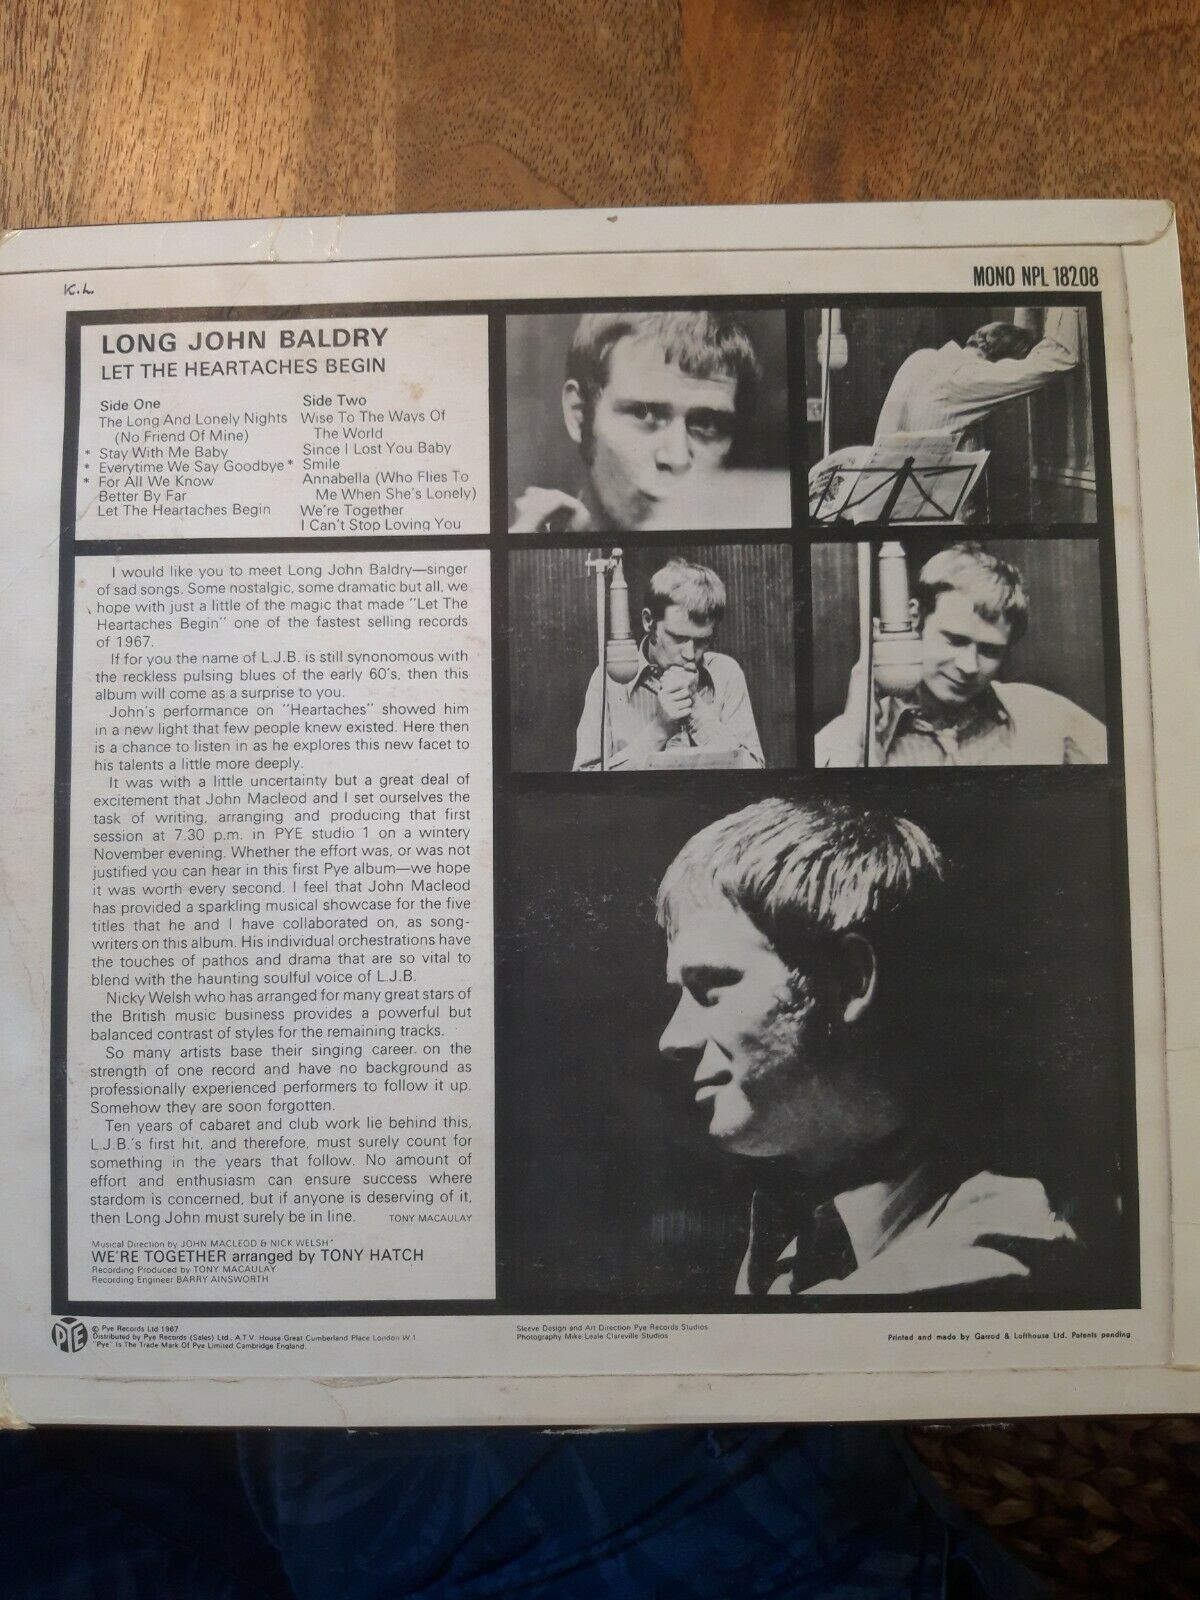 K.L.
MONO NPL 18208
LONG JOHN BALDRY
LET THE HEARTACHES BEGIN
Side One
The Long And Lonely Nights
(No Friend Of Mine)
* Stay With Me Baby
* Everytime We Say Goodbye
* For All We Know
Better By Far
Let The Heartaches Begin
Side Two
Wise To The Ways Of
The World
Since I Lost You Baby
* Smile
Annabella (Who Flies To
Me When She's Lonely)
We're Together
I Can't Stop Loving You
I would like you to meet Long John Baldry—singer
of sad songs. Some nostalgic, some dramatic but all, we
hope with just a little of the magic that made "Let The
Heartaches Begin" one of the fastest selling records
of 1967.
If for you the name of L.J.B. is still synonomous with
the reckless pulsing blues of the early 60's, then this
album will come as a surprise to you.
John's performance on "Heartaches" showed him
in a new light that few people knew existed. Here then
is a chance to listen in as he explores this new facet to
his talents a little more deeply.
It was with a little uncertainty but a great deal of
excitement that John Macleod and I set ourselves the
task of writing, arranging and producing that first
session at 7.30 p.m. in PYE studio 1 on a wintery
November evening. Whether the effort was, or was not
justified you can hear in this first Pye album—we hope
it was worth every second. I feel that John Macleod
has provided a sparkling musical showcase for the five
titles that he and I have collaborated on, as song-
writers on this album. His individual orchestrations have
the touches of pathos and drama that are so vital to
blend with the haunting soulful voice of L.J.B.
Nicky Welsh who has arranged for many great stars of
the British music business provides a powerful but
balanced contrast of styles for the remaining tracks.
So many artists base their singing career on the
strength of one record and have no background as
professionally experienced performers to follow it up.
Somehow they are soon forgotten.
Ten years of cabaret and club work lie behind this,
L.J.B.'s first hit, and therefore, must surely count for
something in the years that follow. No amount of
effort and enthusiasm can ensure success where
stardom is concerned, but if anyone is deserving of it,
then Long John must surely be in line. TONY MACAULAY
Musical Direction by JOHN MACLEOD & NICK WELSH*
WE'RE TOGETHER arranged by TONY HATCH
Recording Produced by TONY MACAULAY
Recording Engineer BARRY AINSWORTH
PYE
© Pye Records Ltd 1967
Distributed by Pye Records (Sales) Ltd., A.T.V. House Great Cumberland Place London W 1
"Pye" Is The Trade Mark Of Pye Limited Cambridge England.
Sleeve Design and Art Direction Pye Records Studios
Photography Mike Leale Clareville Studios
Printed and made by Garrod & Lofthouse Ltd. Patents pending